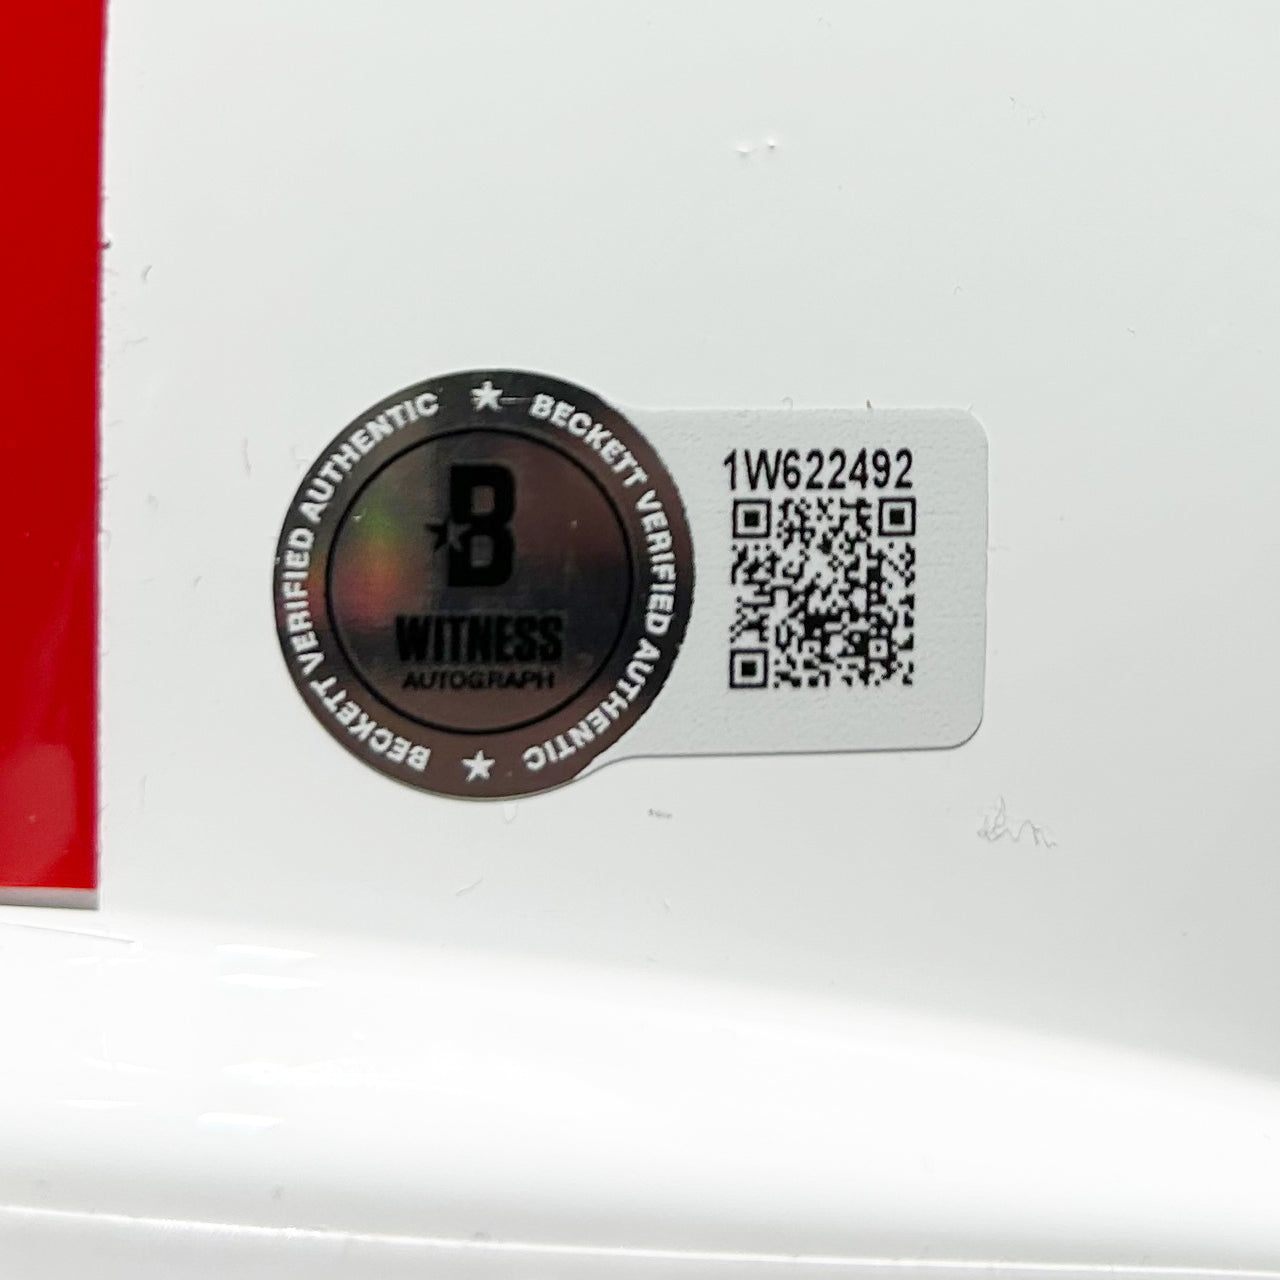 BECKETT VERIFIED AUTHENTIC ★ BECKETT VERIFIED AUTHENTIC ★
B
WITNESS
AUTOGRAPH
1W622492